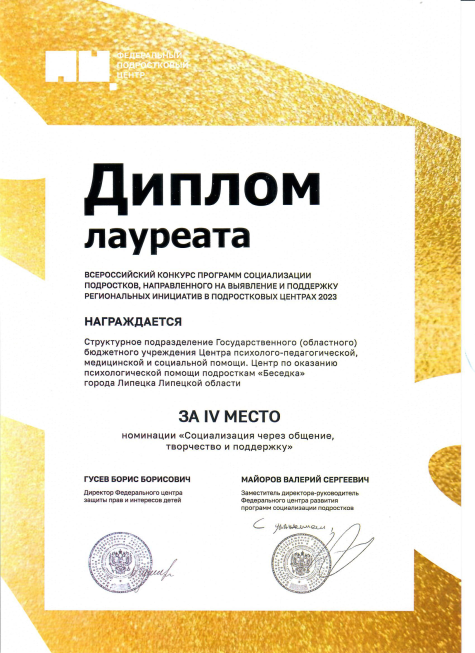 ФЕДЕРАЛЬНЫЙ
ПОДРОСТКОВЫЙ
ЦЕНТР
Диплом
лауреата
ВСЕРОССИЙСКИЙ КОНКУРС ПРОГРАММ СОЦИАЛИЗАЦИИ
ПОДРОСТКОВ, НАПРАВЛЕННОГО НА ВЫЯВЛЕНИЕ И ПОДДЕРЖКУ
РЕГИОНАЛЬНЫХ ИНИЦИАТИВ В ПОДРОСТКОВЫХ ЦЕНТРАХ 2023
НАГРАЖДАЕТСЯ
Структурное подразделение Государственного (областного)
бюджетного учреждения Центра психолого-педагогической,
медицинской и социальной помощи. Центр по оказанию
психологической помощи подросткам «Беседка»
города Липецка Липецкой области
ЗА IV МЕСТО
номинации «Социализация через общение,
творчество и поддержку»
ГУСЕВ БОРИС БОРИСОВИЧ
Директор Федерального центра
защиты прав и интересов детей
МАЙОРОВ ВАЛЕРИЙ СЕРГЕЕВИЧ
Заместитель директора-руководитель
Федерального центра развития
программ социализации подростков
С уважением